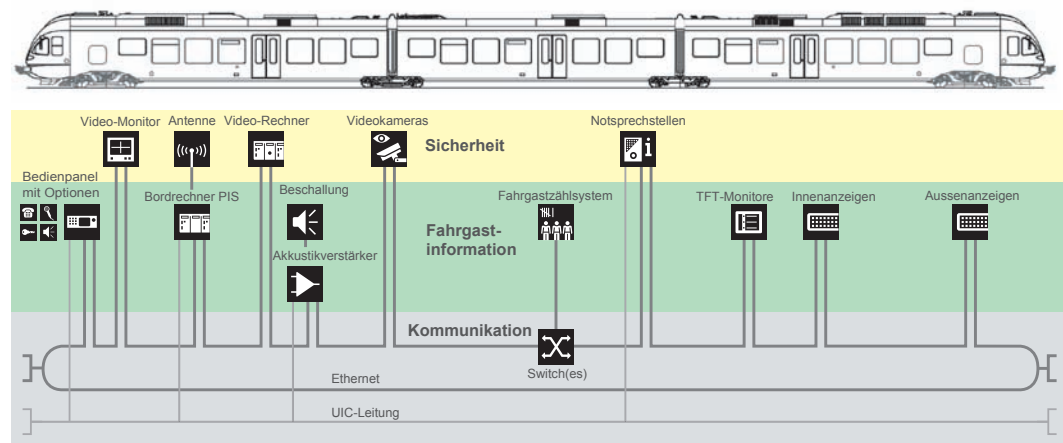 Video-Monitor
Antenne
Video-Rechner
Videokameras
Notsprechstellen
Sicherheit
Bedienpanel
mit Optionen
Bordrechner PIS
Beschallung
Fahrgastzählsystem
TFT-Monitore
Innenanzeigen
Aussenanzeigen
Fahrgast-
information
Akkustikverstärker
Kommunikation
Switch(es)
Ethernet
UIC-Leitung